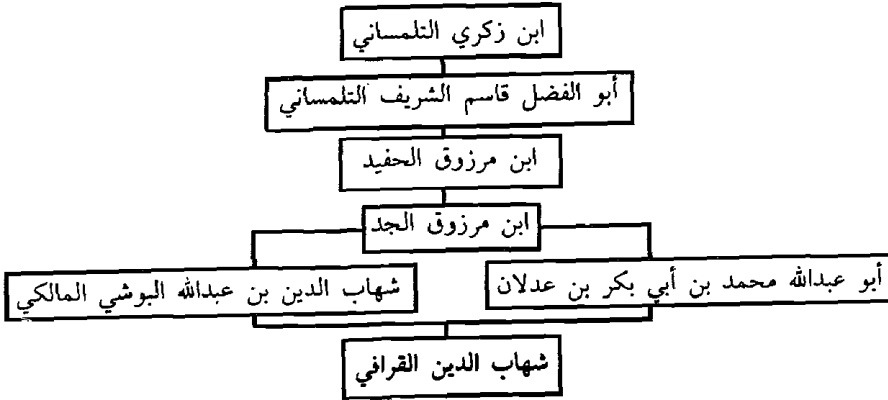 ابن زكري التلمساني
أبو الفضل قاسم الشريف التلمساني
ابن مرزوق الحفيد
ابن مرزوق الجد
أبو عبدالله محمد بن أبي بكر بن عدلان
شهاب الدين بن عبدالله البوشي المالكي
شهاب الدين القرافي